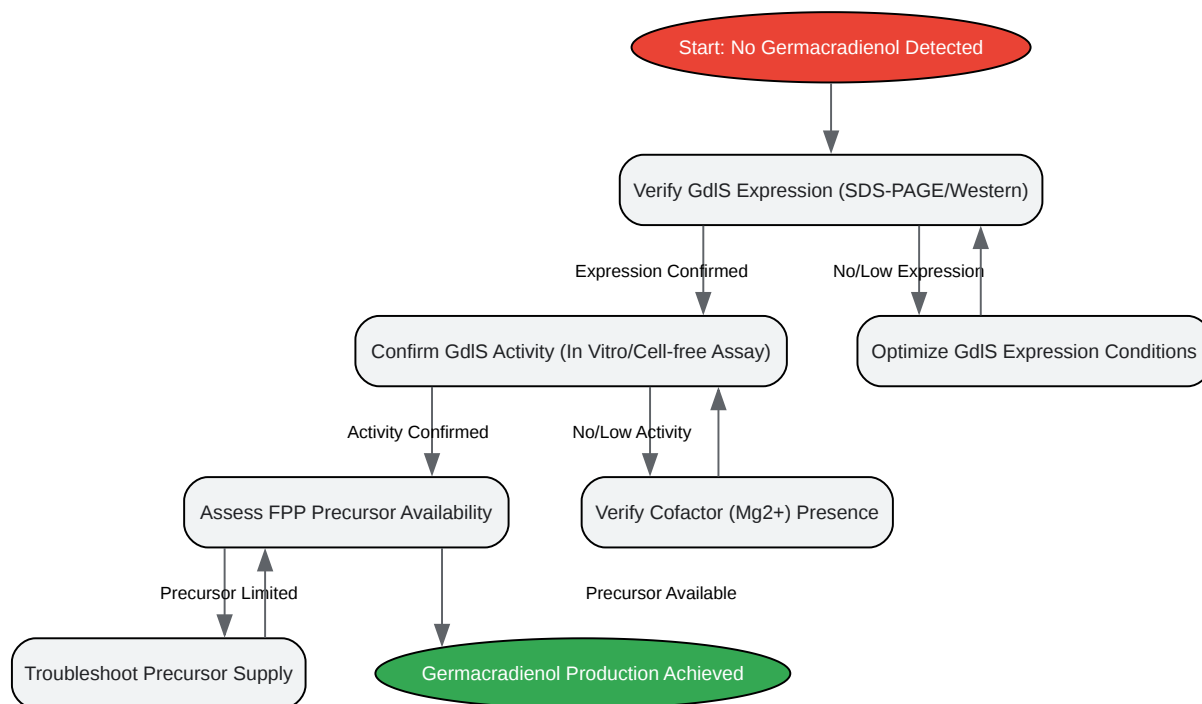 Start: No Germacradienol Detected
Verify GdlS Expression (SDS-PAGE/Western)
Expression Confirmed
No/Low Expression
Confirm GdlS Activity (In Vitro/Cell-free Assay)
Optimize GdlS Expression Conditions
Activity Confirmed
No/Low Activity
Assess FPP Precursor Availability
Verify Cofactor (Mg2+) Presence
Precursor Limited
Precursor Available
Troubleshoot Precursor Supply
Germacradienol Production Achieved